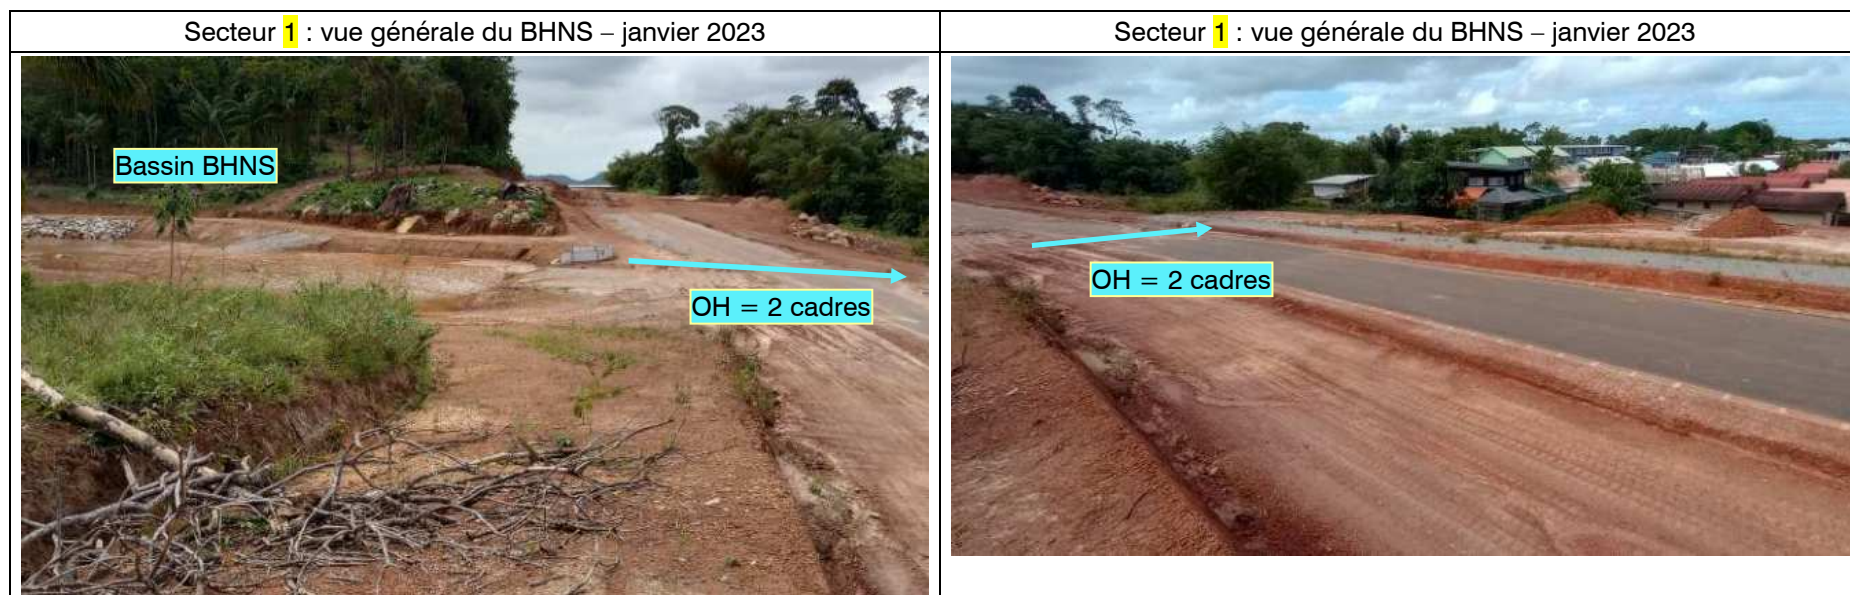 Secteur 1 : vue générale du BHNS – janvier 2023
Secteur 1 : vue générale du BHNS – janvier 2023
Bassin BHNS
OH = 2 cadres
OH = 2 cadres